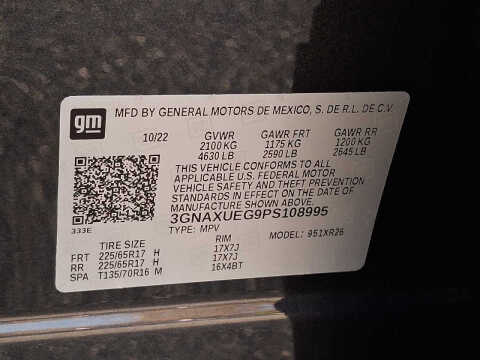 gm MFD BY GENERAL MOTORS DE MEXICO, S. DE R.L. DE C.V.
10/22 GVWR GAWR FRT GAWR RR
2100 KG 1175 KG 1200 KG
4630 LB 2590 LB 2645 LB
THIS VEHICLE CONFORMS TO ALL
APPLICABLE U.S. FEDERAL MOTOR
VEHICLE SAFETY AND THEFT PREVENTION
STANDARDS IN EFFECT ON THE DATE OF
MANUFACTURE SHOWN ABOVE.
3GNAXUEG9PS108995
333E TYPE: MPV MODEL: 951XR26
TIRE SIZE RIM
FRT 225/65R17 H 17X7J
RR 225/65R17 H 17X7J
SPA T135/70R16 M 16X4BT